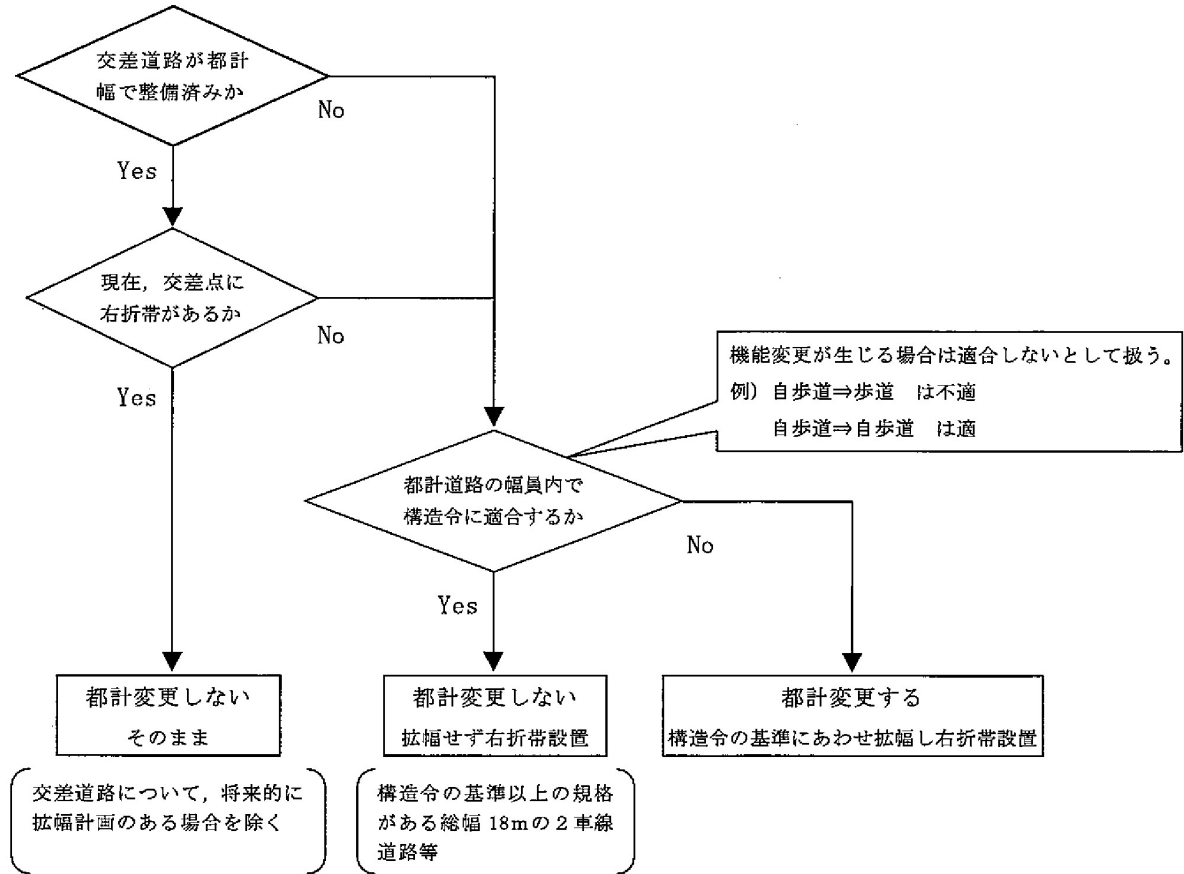 交差道路が都計
幅で整備済みか
No
Yes
現在，交差点に
右折帯があるか
No
Yes
機能変更が生じる場合は適合しないとして扱う。
例）自歩道⇒歩道　は不適
自歩道⇒自歩道　は適
都計道路の幅員内で
構造令に適合するか
No
Yes
都計変更しない
そのまま
交差道路について，将来的に
拡幅計画のある場合を除く
都計変更しない
拡幅せず右折帯設置
構造令の基準以上の規格
がある総幅 18mの２車線
道路等
都計変更する
構造令の基準にあわせ拡幅し右折帯設置